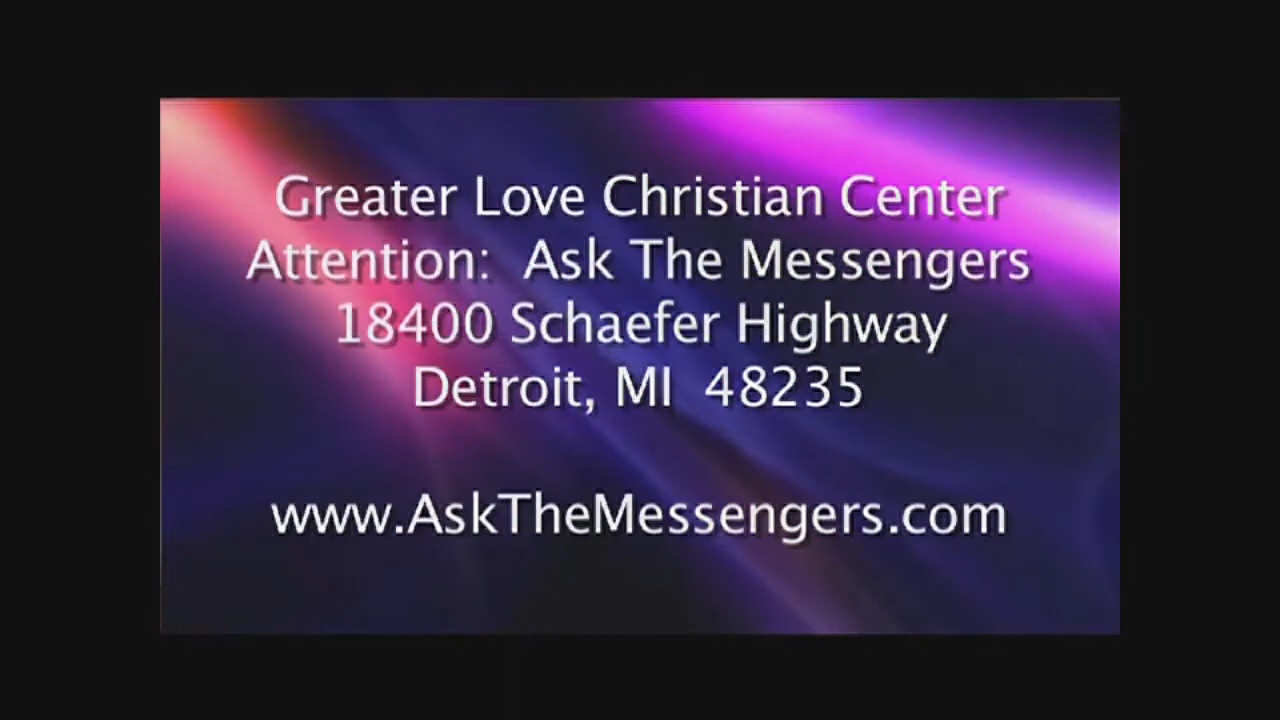 Greater Love Christian Center
Attention:  Ask The Messengers
18400 Schaefer Highway
Detroit, MI  48235
www.AskTheMessengers.com